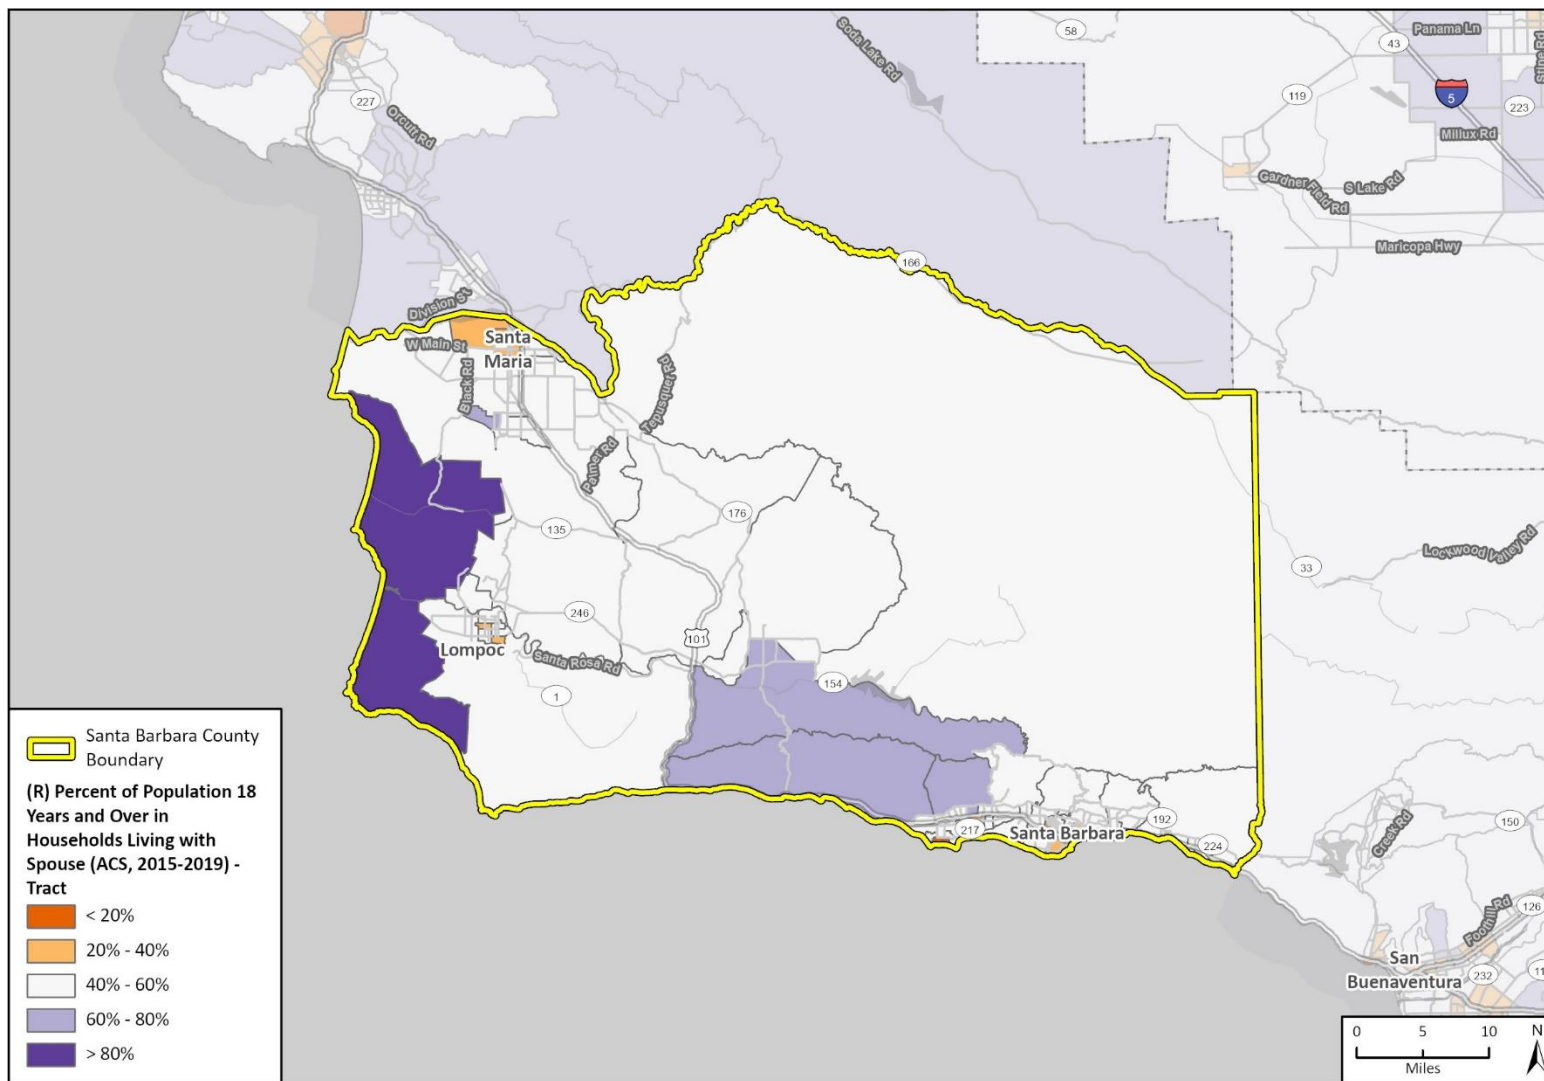 58
Panama Ln
43
Soda Lake Rd
5
119
223
227
Orcutt Rd
Millux Rd
S Lake Rd
Gardner Field Rd
Maricopa Hwy
166
Division St
Santa
Maria
W Main St
Black Rd
Tepusquet Rd
Palmer Rd
176
135
Lockwood Valley Rd
33
246
101
Lompoc
Santa Rosa Rd
154
1
217
Santa Barbara
192
224
150
Creek Rd
126
Foothill Rd
San
Buenaventura
232
Santa Barbara County
Boundary
(R) Percent of Population 18
Years and Over in
Households Living with
Spouse (ACS, 2015-2019) -
Tract
< 20%
20% - 40%
40% - 60%
60% - 80%
> 80%
0 5 10
Miles
N